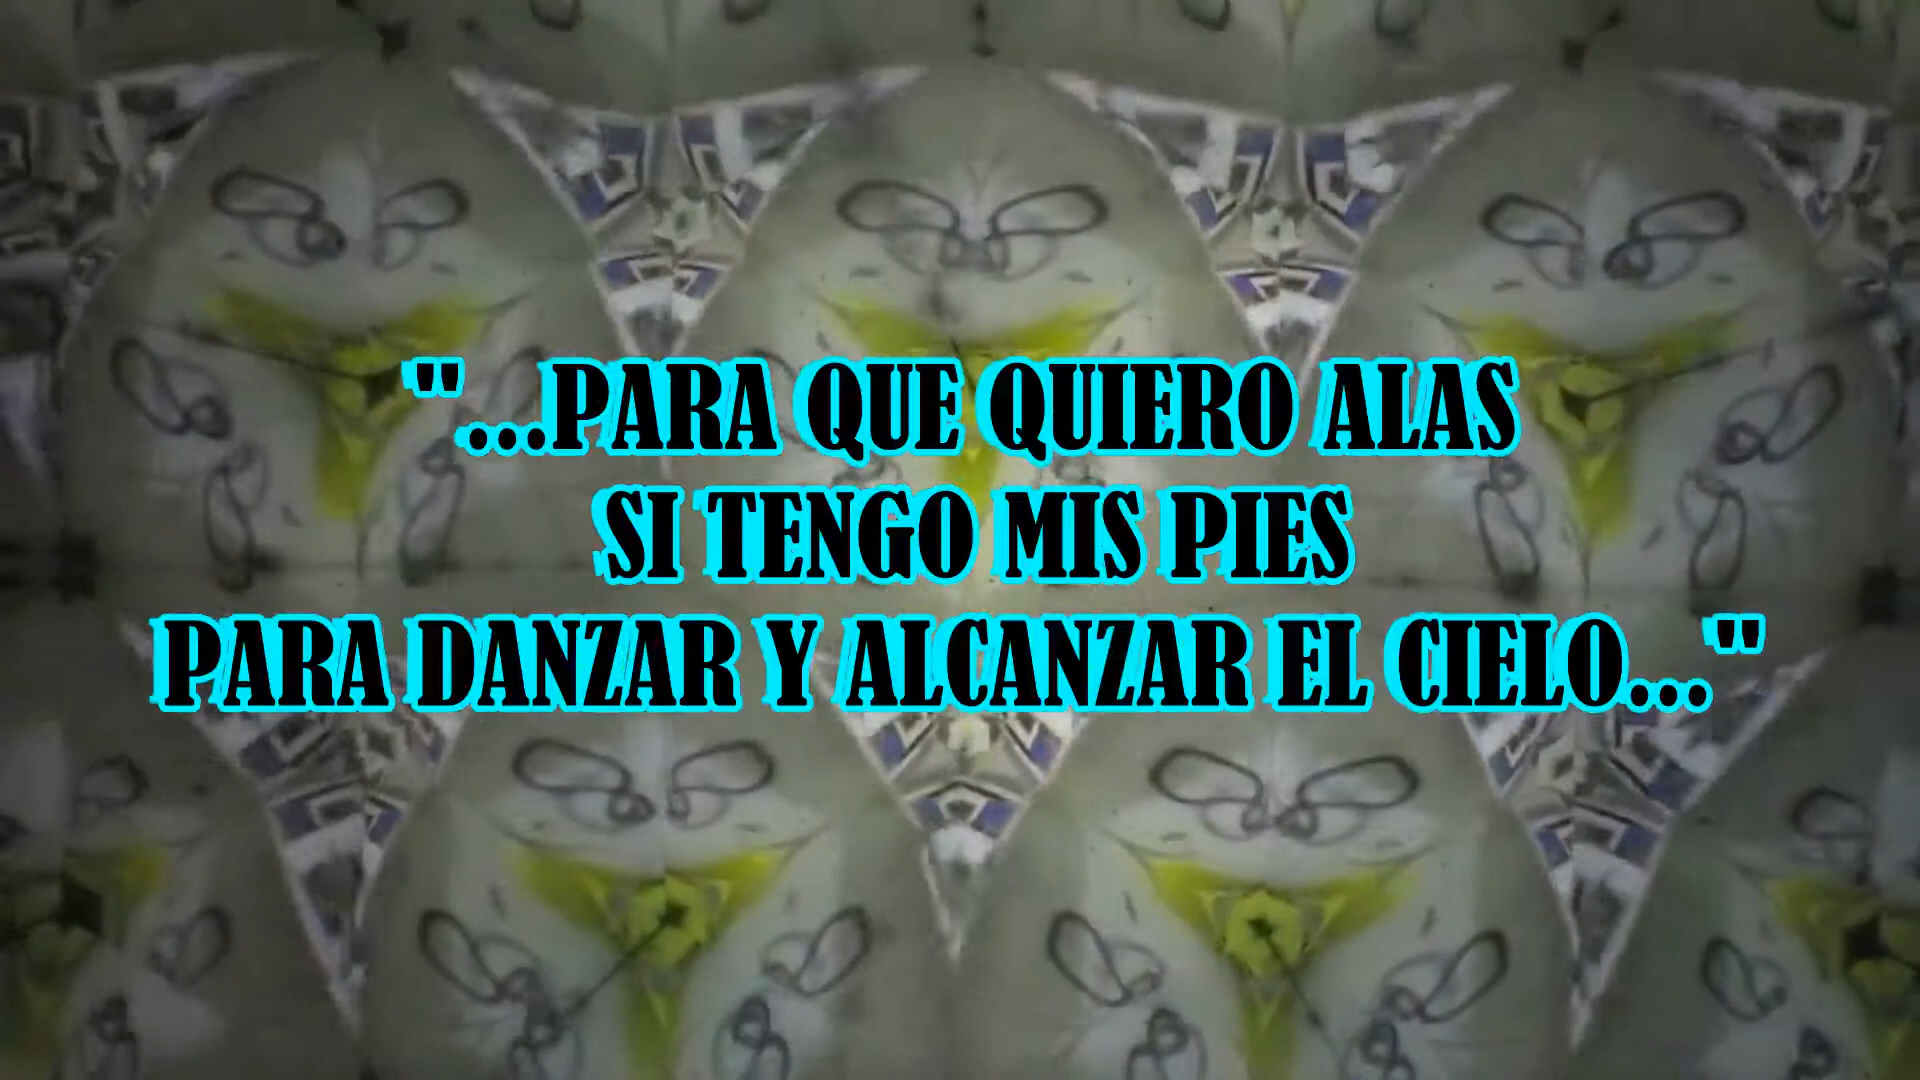 "...PARA QUE QUIERO ALAS
SI TENGO MIS PIES
PARA DANZAR Y ALCANZAR EL CIELO..."